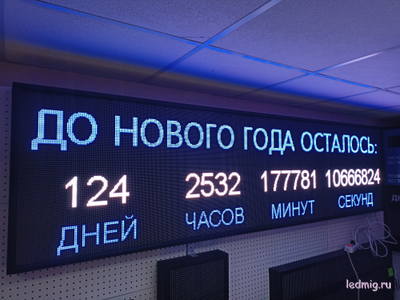 ДО НОВОГО ГОДА ОСТАЛОСЬ:
124 2532 177781 10666824
ДНЕЙ ЧАСОВ МИНУТ СЕКУНД
ledmig.ru